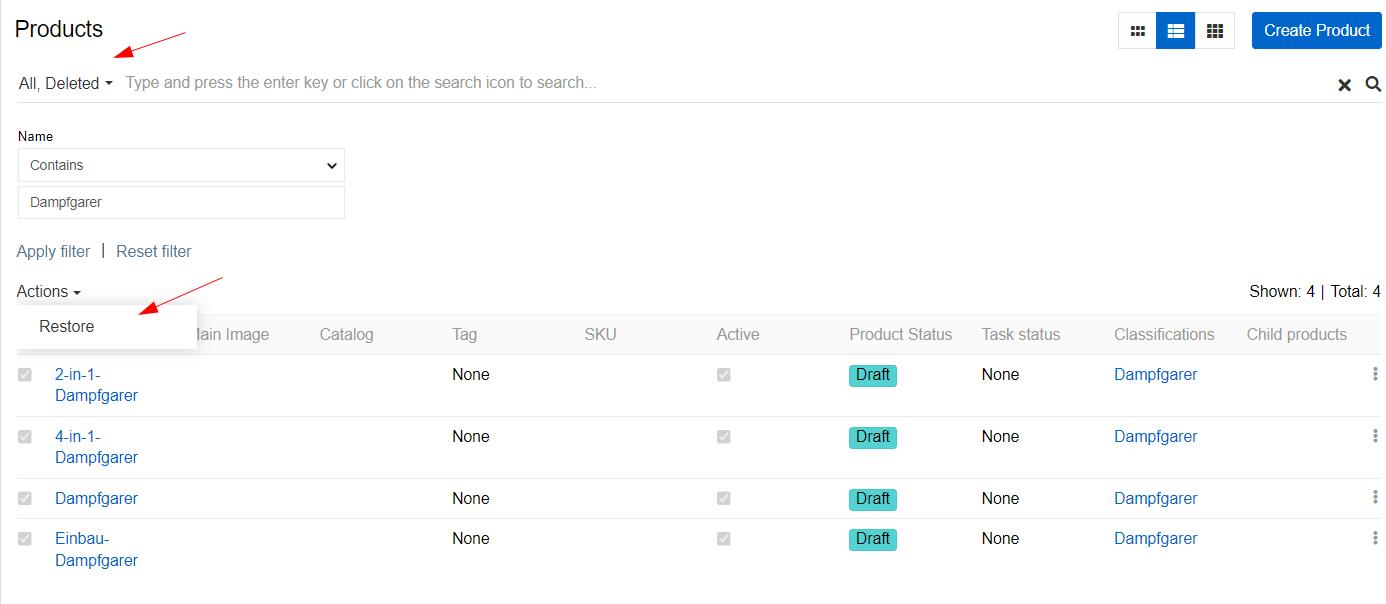 Products
Create Product
All, Deleted Type and press the enter key or click on the search icon to search...
Name
Contains
Dampfgarer
Apply filter | Reset filter
Actions Shown: 4 | Total: 4
Restore
Image Catalog Tag SKU Active Product Status Task status Classifications Child products
2-in-1- None Draft None Dampfgarer
Dampfgarer
4-in-1- None Draft None Dampfgarer
Dampfgarer
Dampfgarer None Draft None Dampfgarer
Einbau- None Draft None Dampfgarer
Dampfgarer